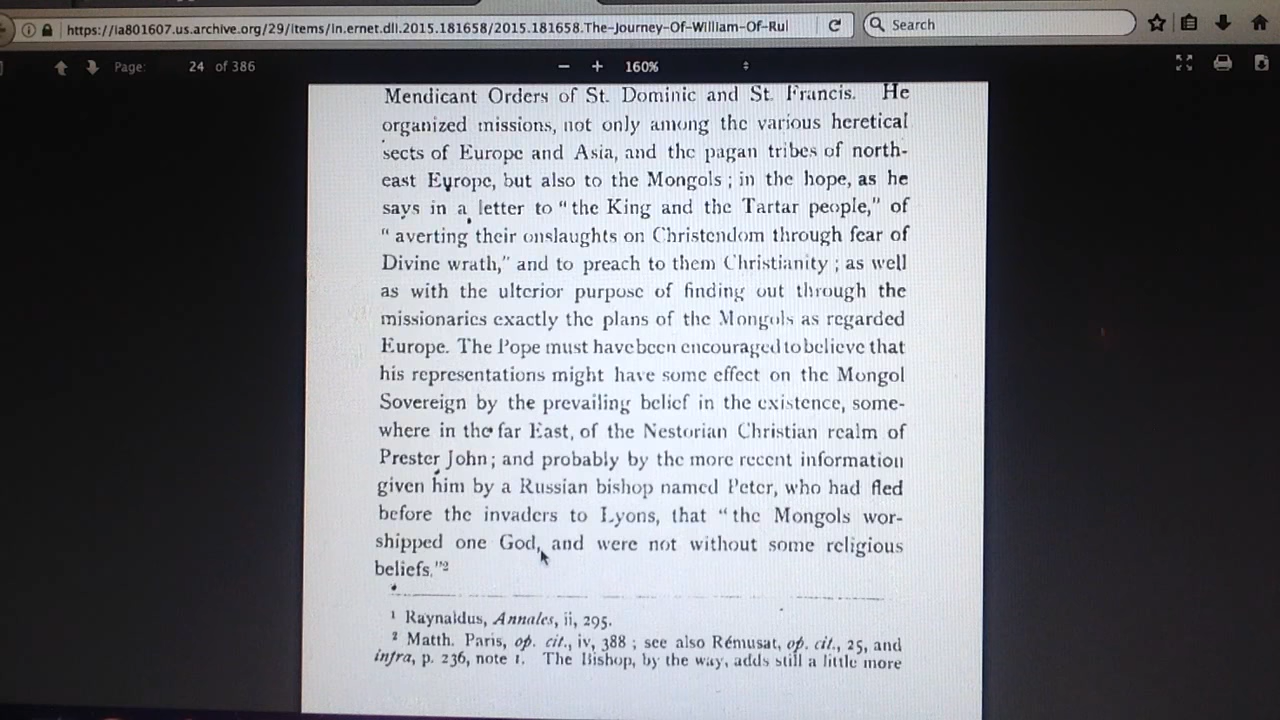 https://ia801607.us.archive.org/29/items/in.ernet.dli.2015.181658/2015.181658.The-Journey-Of-William-Of-Rul
Search
Page: 24 of 386
− + 160%
Mendicant Orders of St. Dominic and St. Francis. He
organized missions, not only among the various heretical
sects of Europe and Asia, and the pagan tribes of north-
east Europe, but also to the Mongols ; in the hope, as he
says in a letter to “ the King and the Tartar people,” of
“ averting their onslaughts on Christendom through fear of
Divine wrath,” and to preach to them Christianity ; as well
as with the ulterior purpose of finding out through the
missionaries exactly the plans of the Mongols as regarded
Europe. The Pope must have been encouraged to believe that
his representations might have some effect on the Mongol
Sovereign by the prevailing belief in the existence, some-
where in the far East, of the Nestorian Christian realm of
Prester John ; and probably by the more recent information
given him by a Russian bishop named Peter, who had fled
before the invaders to Lyons, that “ the Mongols wor-
shipped one God, and were not without some religious
beliefs.”²
¹ Raynaldus, Annales, ii, 295.
² Matth. Paris, op. cit., iv, 388 ; see also Rémusat, op. cit., 25, and
infra, p. 236, note 1. The Bishop, by the way, adds still a little more